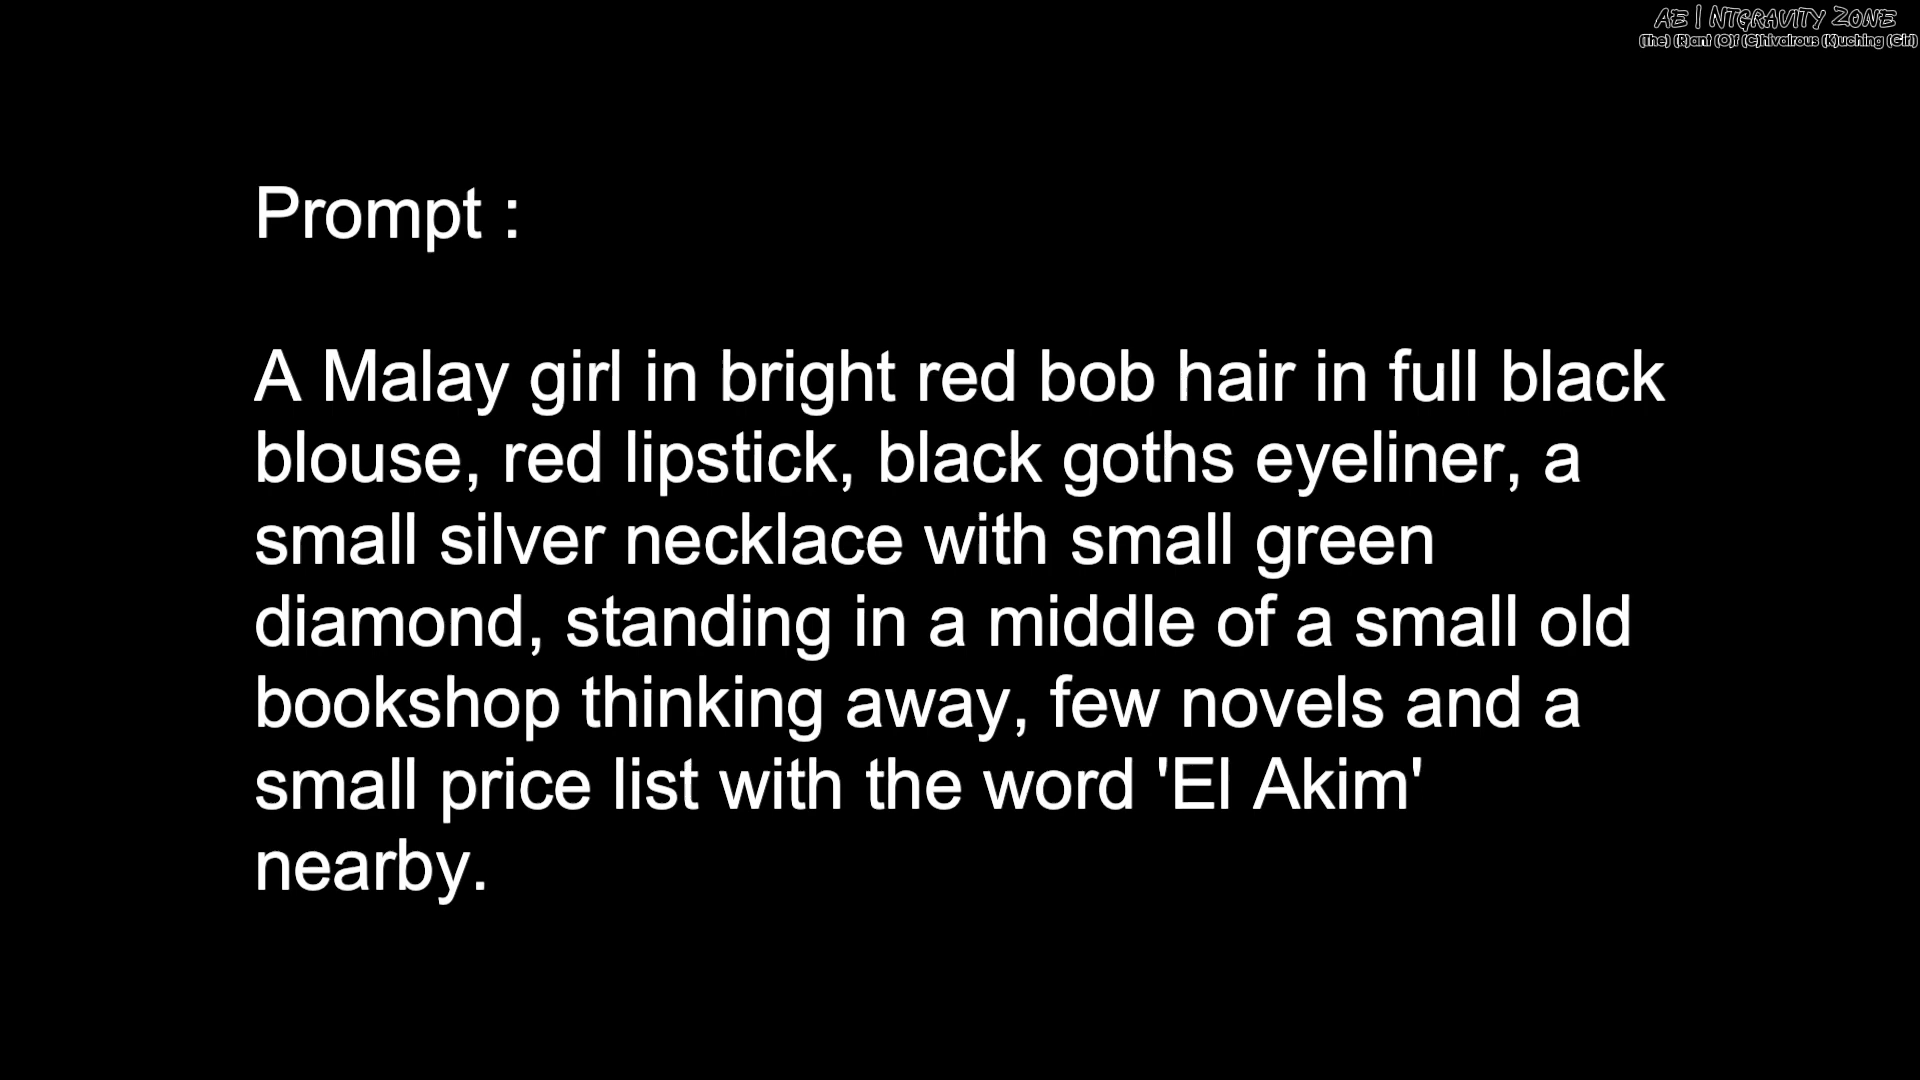 AE | NTGRAVITY ZONE
(The) (R)ant (O)f (C)hivalrous (K)uching (Girl)
Prompt :
A Malay girl in bright red bob hair in full black
blouse, red lipstick, black goths eyeliner, a
small silver necklace with small green
diamond, standing in a middle of a small old
bookshop thinking away, few novels and a
small price list with the word 'El Akim'
nearby.